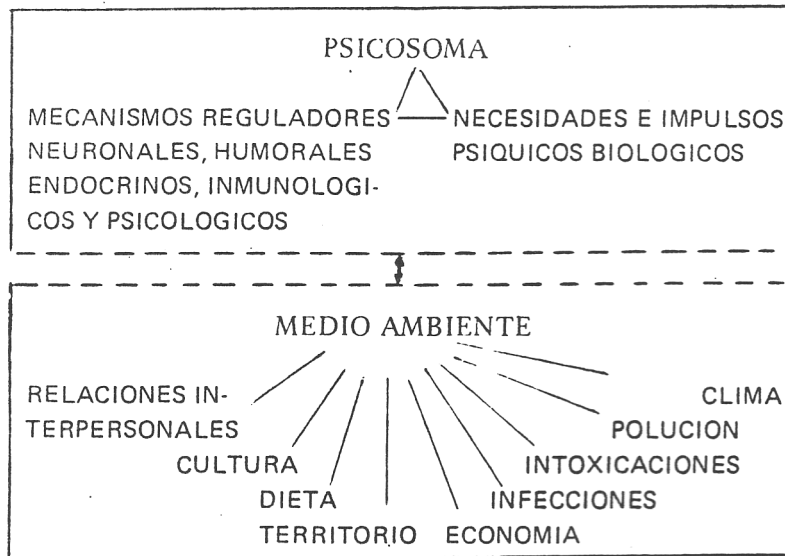 PSICOSOMA
MECANISMOS REGULADORES
NEURONALES, HUMORALES
ENDOCRINOS, INMUNOLOGI-
COS Y PSICOLOGICOS
NECESIDADES E IMPULSOS
PSIQUICOS BIOLOGICOS
MEDIO AMBIENTE
RELACIONES IN-
TERPERSONALES
CULTURA
DIETA
TERRITORIO
ECONOMIA
INFECCIONES
INTOXICACIONES
POLUCION
CLIMA